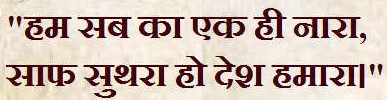 "हम सब का एक ही नारा,
साफ सुथरा हो देश हमारा।"